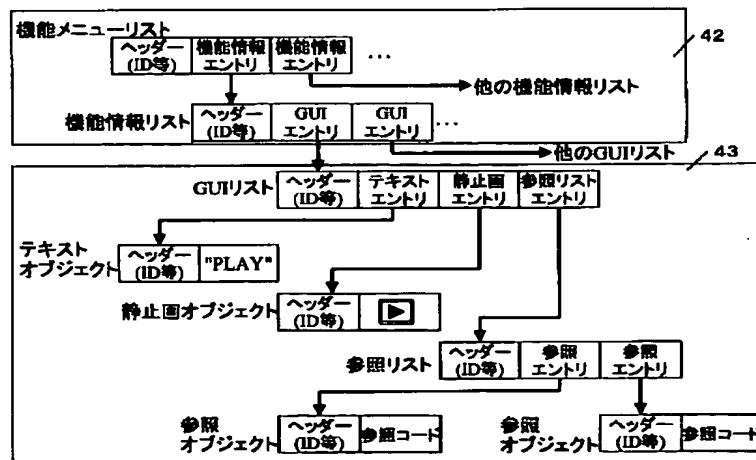 機能メニューリスト
ヘッダー
(ID等)
機能情報
エントリ
機能情報
エントリ
…
42
他の機能情報リスト
機能情報リスト
ヘッダー
(ID等)
GUI
エントリ
GUI
エントリ
…
他のGUIリスト
43
GUIリスト
ヘッダー
(ID等)
テキスト
エントリ
静止画
エントリ
参照リスト
エントリ
テキスト
オブジェクト
ヘッダー
(ID等)
"PLAY"
静止画オブジェクト
ヘッダー
(ID等)
参照リスト
ヘッダー
(ID等)
参照
エントリ
参照
エントリ
参照
オブジェクト
ヘッダー
(ID等)
参照コード
参照
オブジェクト
ヘッダー
(ID等)
参照コード